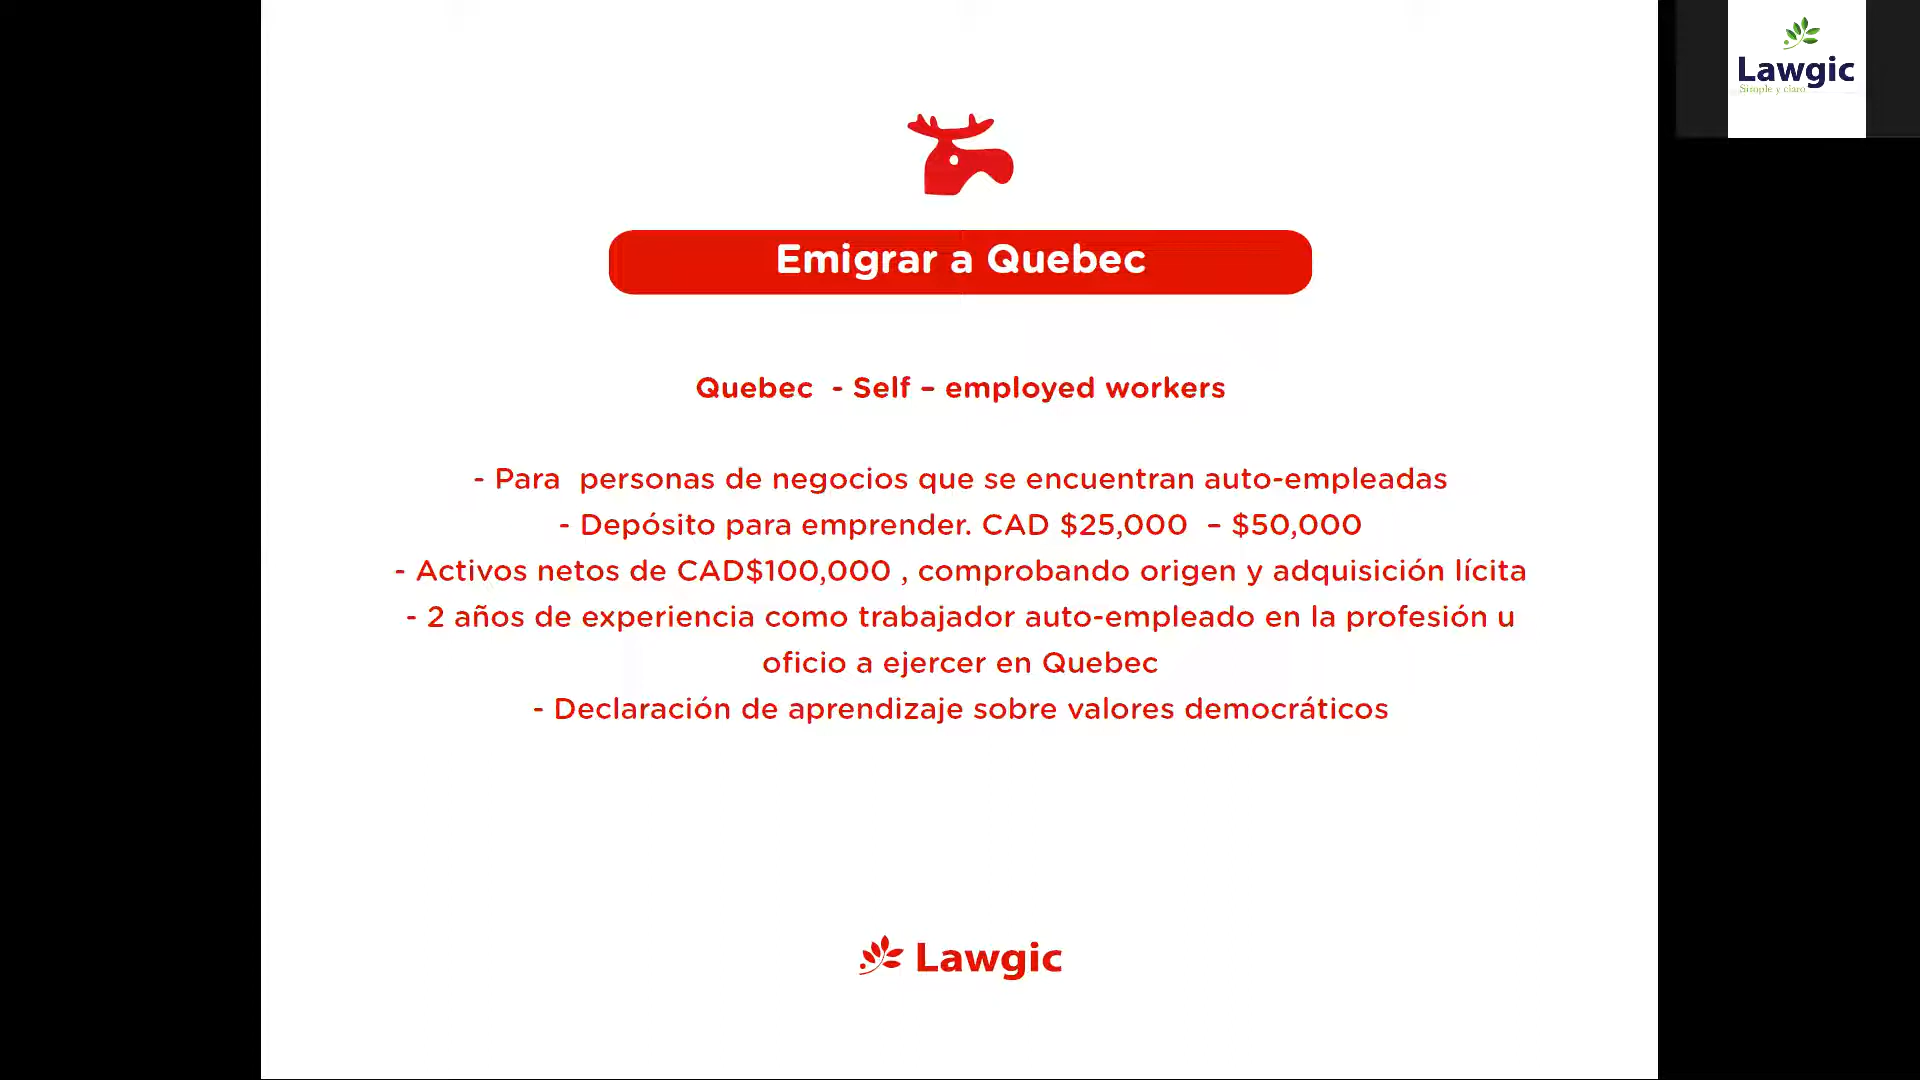 Lawgic
Simple y claro
Emigrar a Quebec
Quebec - Self – employed workers
- Para personas de negocios que se encuentran auto-empleadas
- Depósito para emprender. CAD $25,000 – $50,000
- Activos netos de CAD$100,000 , comprobando origen y adquisición lícita
- 2 años de experiencia como trabajador auto-empleado en la profesión u
oficio a ejercer en Quebec
- Declaración de aprendizaje sobre valores democráticos
Lawgic